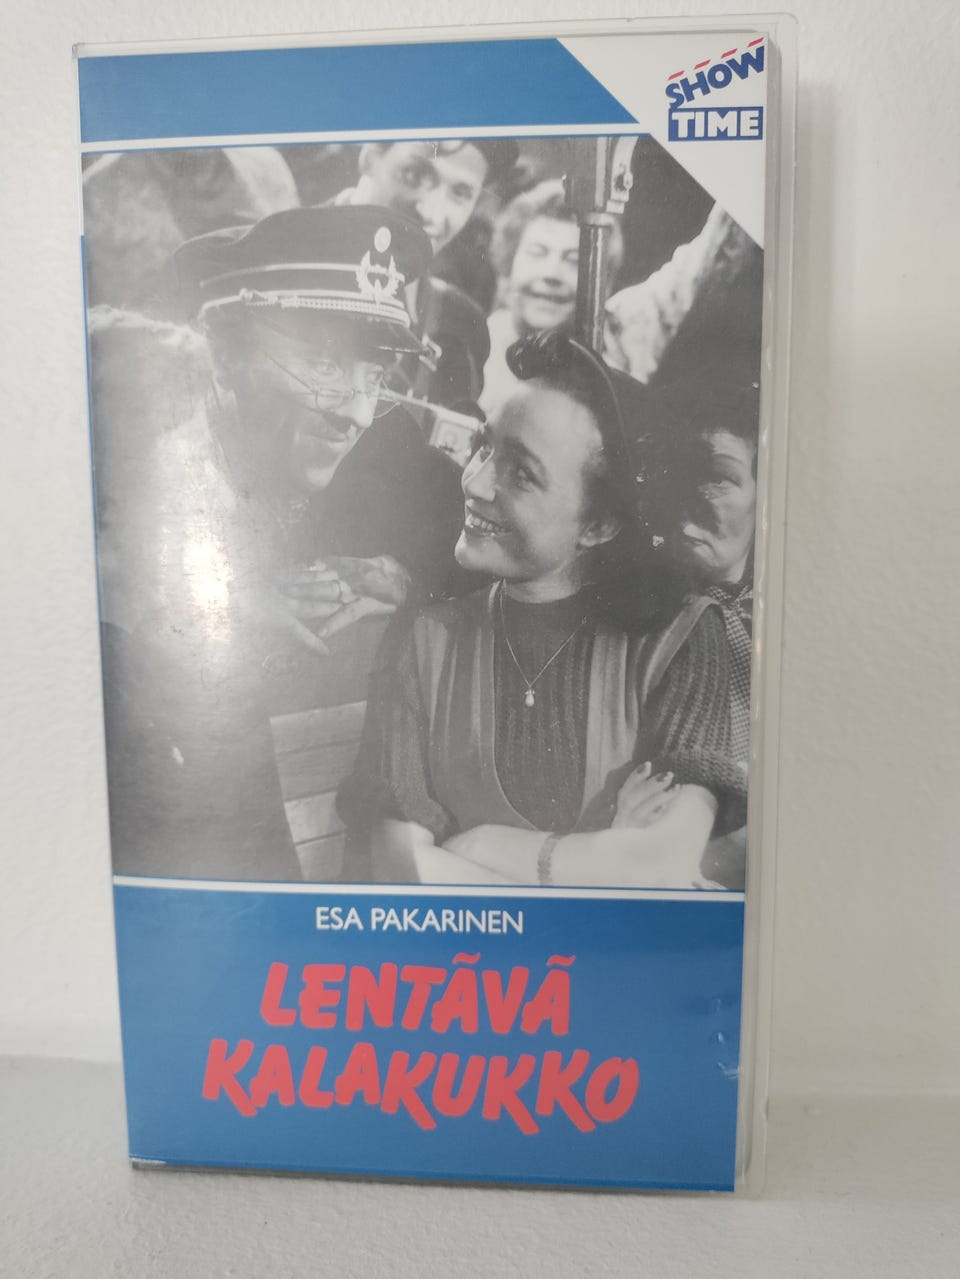 SHOW
TIME
ESA PAKARINEN
LENTÄVÄ
KALAKUKKO